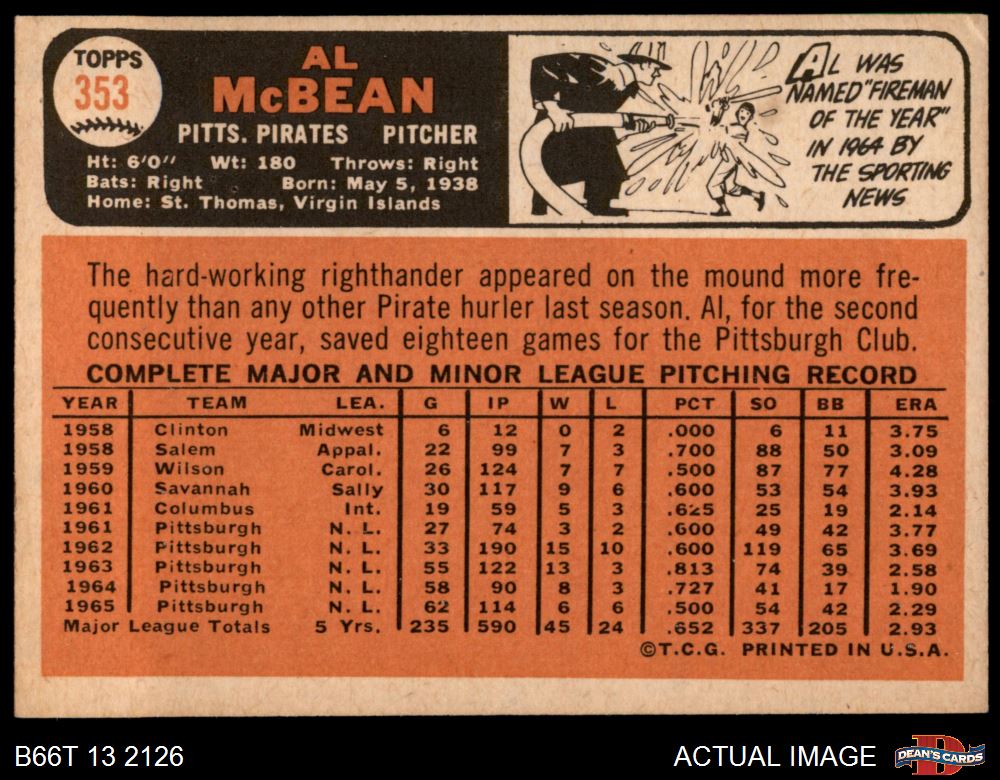 TOPPS
353
AL
McBEAN
PITTS. PIRATES PITCHER
Ht: 6'0" Wt: 180 Throws: Right
Bats: Right Born: May 5, 1938
Home: St. Thomas, Virgin Islands
AL WAS
NAMED "FIREMAN
OF THE YEAR"
IN 1964 BY
THE SPORTING
NEWS
The hard-working righthander appeared on the mound more fre-
quently than any other Pirate hurler last season. Al, for the second
consecutive year, saved eighteen games for the Pittsburgh Club.
COMPLETE MAJOR AND MINOR LEAGUE PITCHING RECORD
YEAR TEAM LEA. G IP W L PCT SO BB ERA
1958 Clinton Midwest 6 12 0 2 .000 6 11 3.75
1958 Salem Appal. 22 99 7 3 .700 88 50 3.09
1959 Wilson Carol. 26 124 7 7 .500 87 77 4.28
1960 Savannah Sally 30 117 9 6 .600 53 54 3.93
1961 Columbus Int. 19 59 5 3 .625 25 19 2.14
1961 Pittsburgh N. L. 27 74 3 2 .600 49 42 3.77
1962 Pittsburgh N. L. 33 190 15 10 .600 119 65 3.69
1963 Pittsburgh N. L. 55 122 13 3 .813 74 39 2.58
1964 Pittsburgh N. L. 58 90 8 3 .727 41 17 1.90
1965 Pittsburgh N. L. 62 114 6 6 .500 54 42 2.29
Major League Totals 5 Yrs. 235 590 45 24 .652 337 205 2.93
©T.C.G. PRINTED IN U.S.A.
B66T 13 2126
ACTUAL IMAGE
DEAN'S CARDS